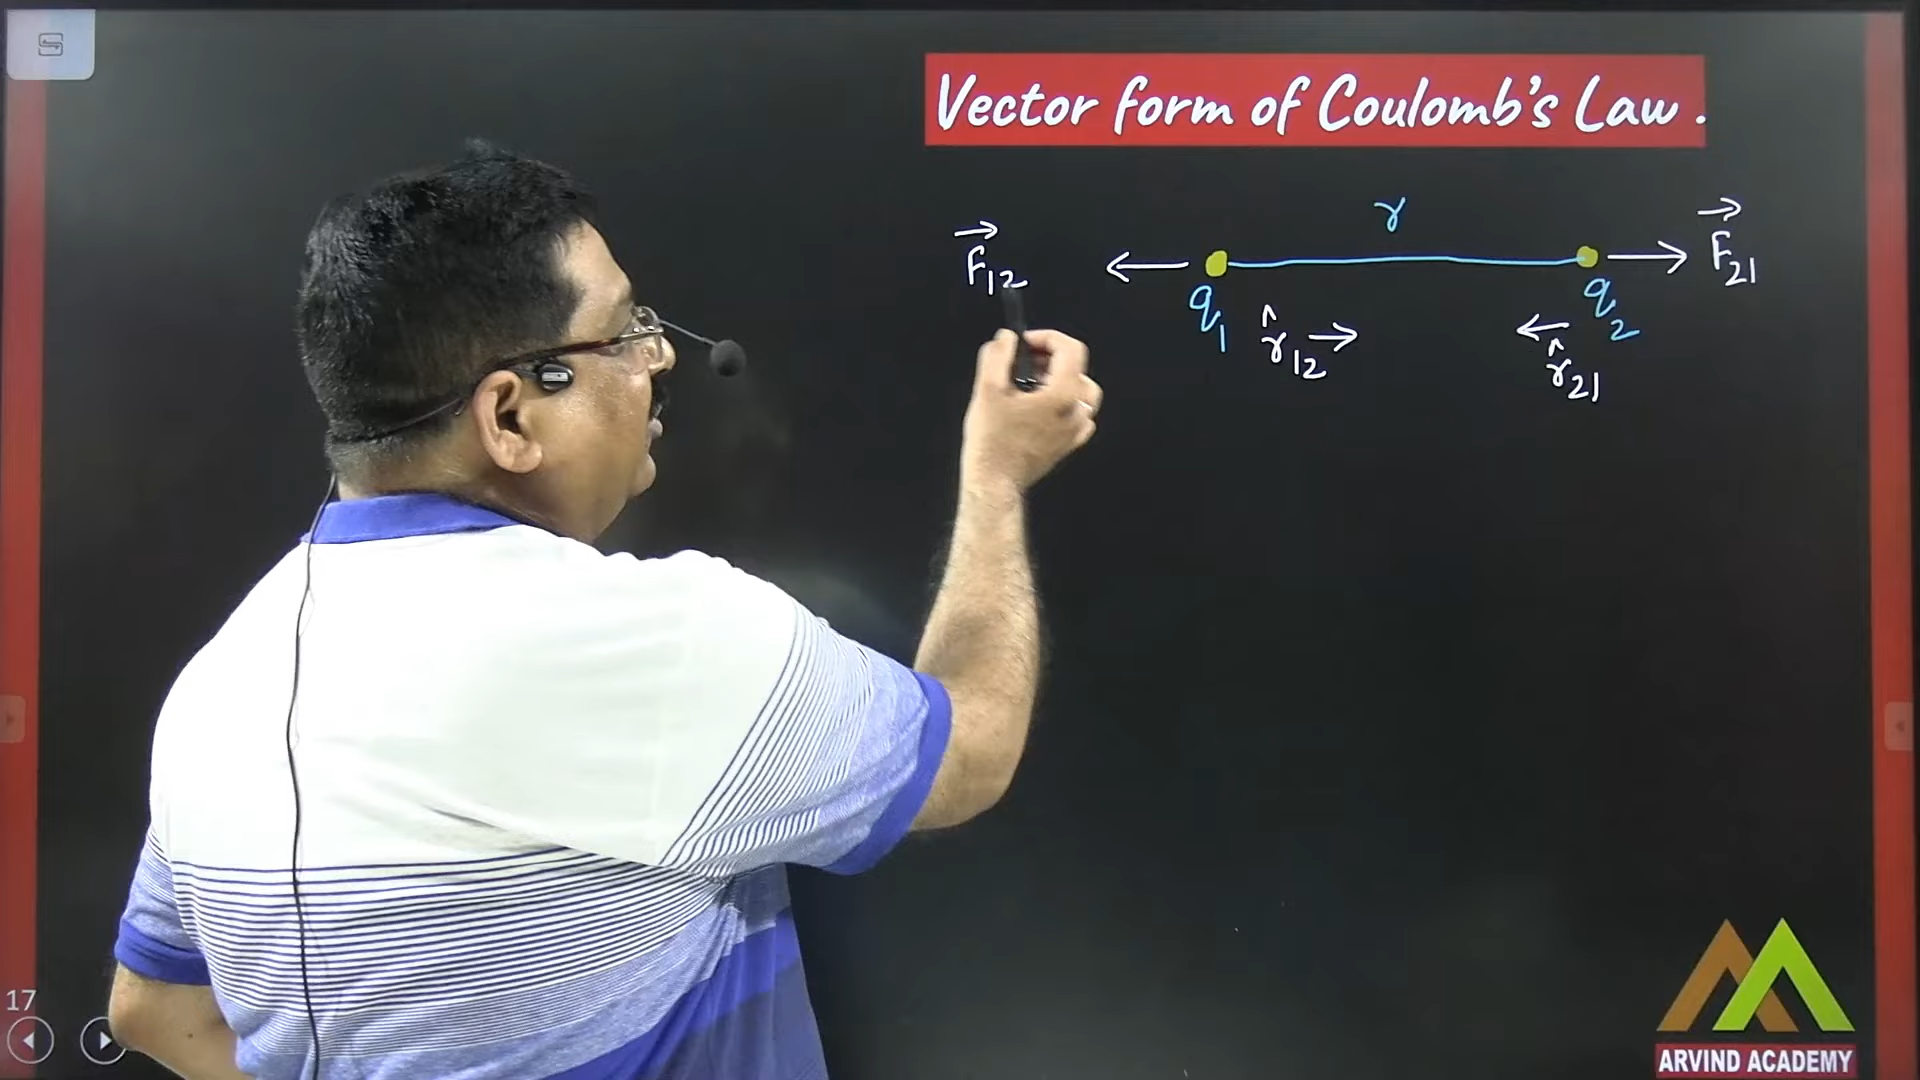 Vector form of Coulomb's Law .
r
→F₁₂ ← → →F₂₁
q₁ q₂
r̂₁₂ → ← r̂₂₁
17
ARVIND ACADEMY